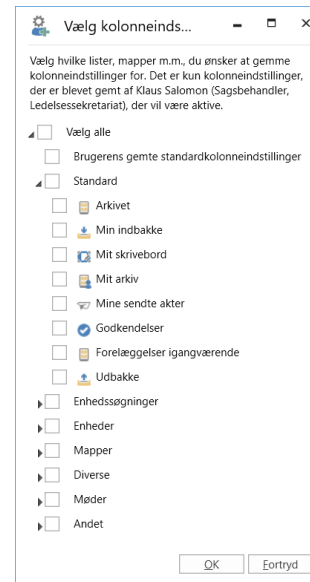 Vælg kolonneinds...
Vælg hvilke lister, mapper m.m., du ønsker at gemme
kolonneindstillinger for. Det er kun kolonneindstillinger,
der er blevet gemt af Klaus Salomon (Sagsbehandler,
Ledelsessekretariat), der vil være aktive.
Vælg alle
Brugerens gemte standardkolonneindstillinger
Standard
Arkivet
Min indbakke
Mit skrivebord
Mit arkiv
Mine sendte akter
Godkendelser
Forelæggelser igangværende
Udbakke
Enhedssøgninger
Enheder
Mapper
Diverse
Møder
Andet
OK Fortryd